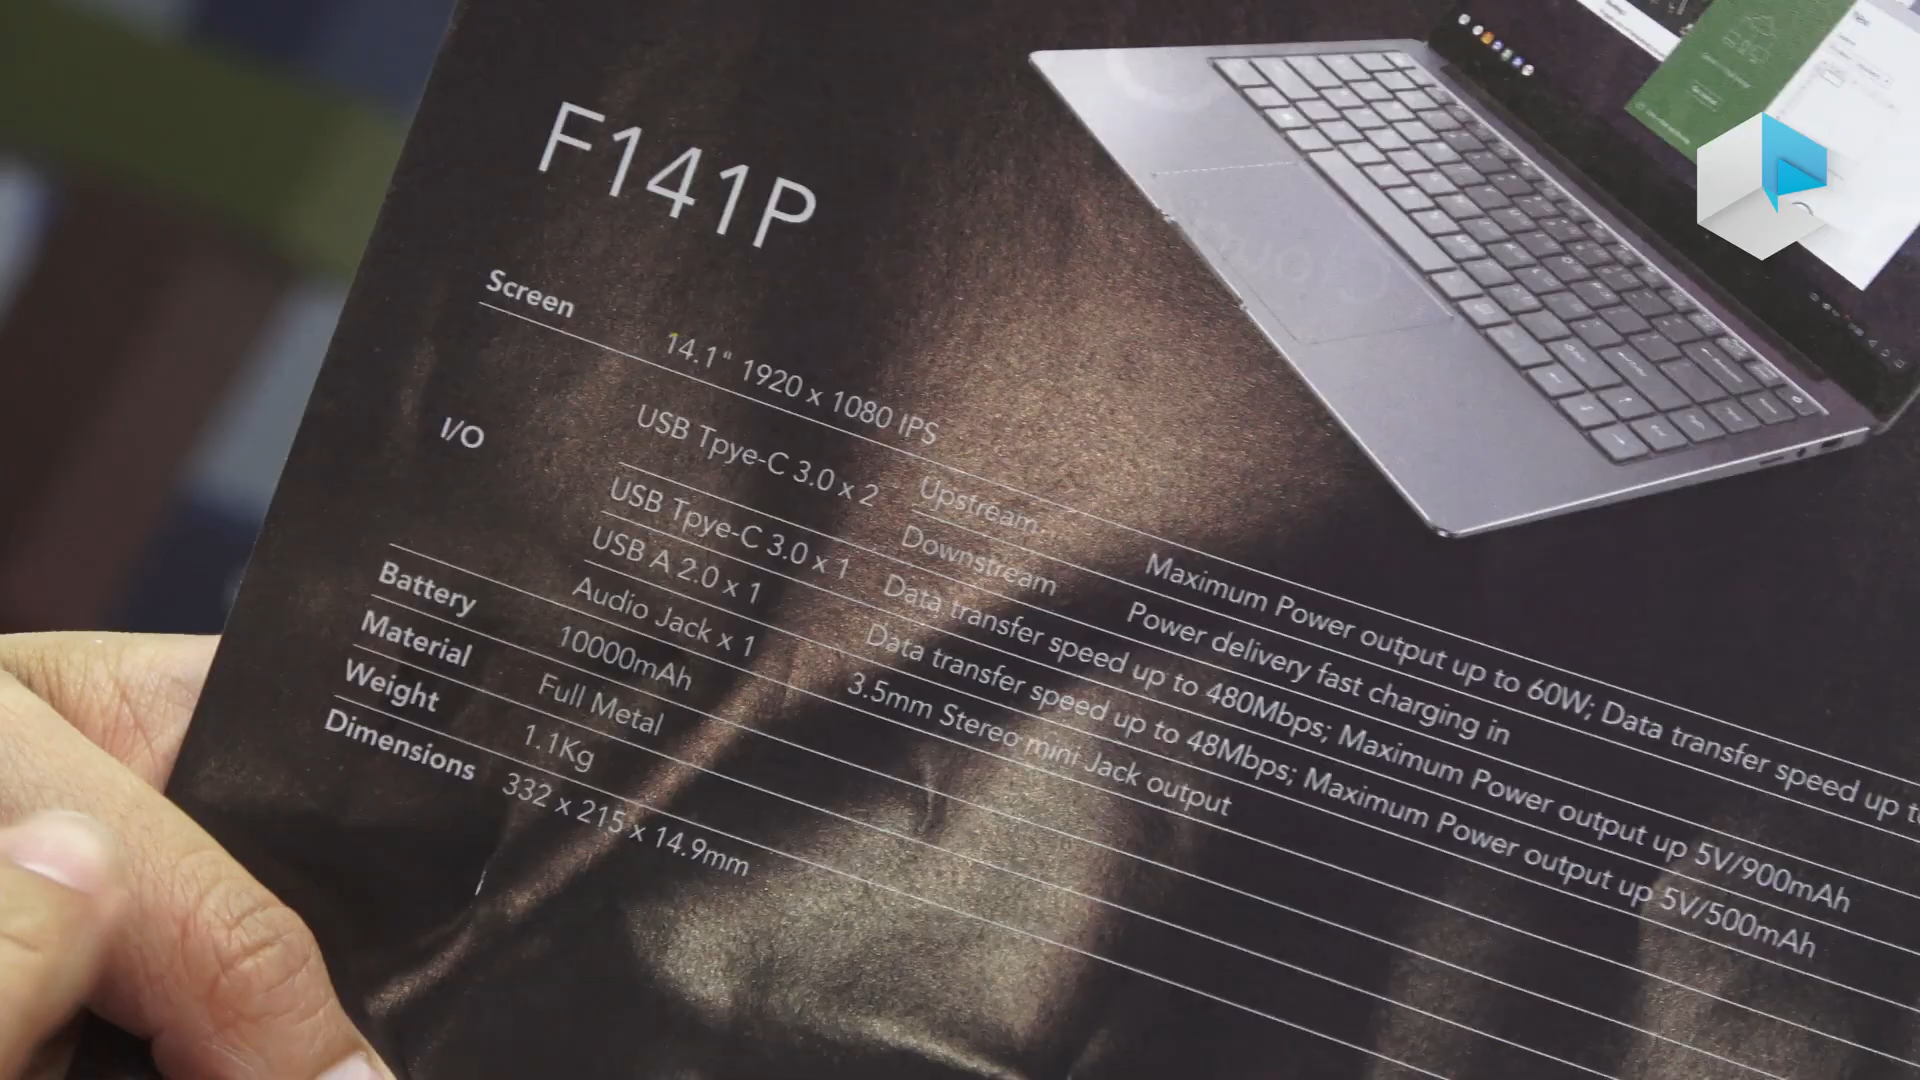 F141P
Screen 14.1" 1920 x 1080 IPS
I/O USB Tpye-C 3.0 x 2 Upstream Maximum Power output up to 60W; Data transfer speed up to
Downstream Power delivery fast charging in
USB Tpye-C 3.0 x 1 Data transfer speed up to 480Mbps; Maximum Power output up 5V/900mAh
USB A 2.0 x 1 Data transfer speed up to 48Mbps; Maximum Power output up 5V/500mAh
Audio Jack x 1 3.5mm Stereo mini Jack output
Battery 10000mAh
Material Full Metal
Weight 1.1Kg
Dimensions 332 x 215 x 14.9mm